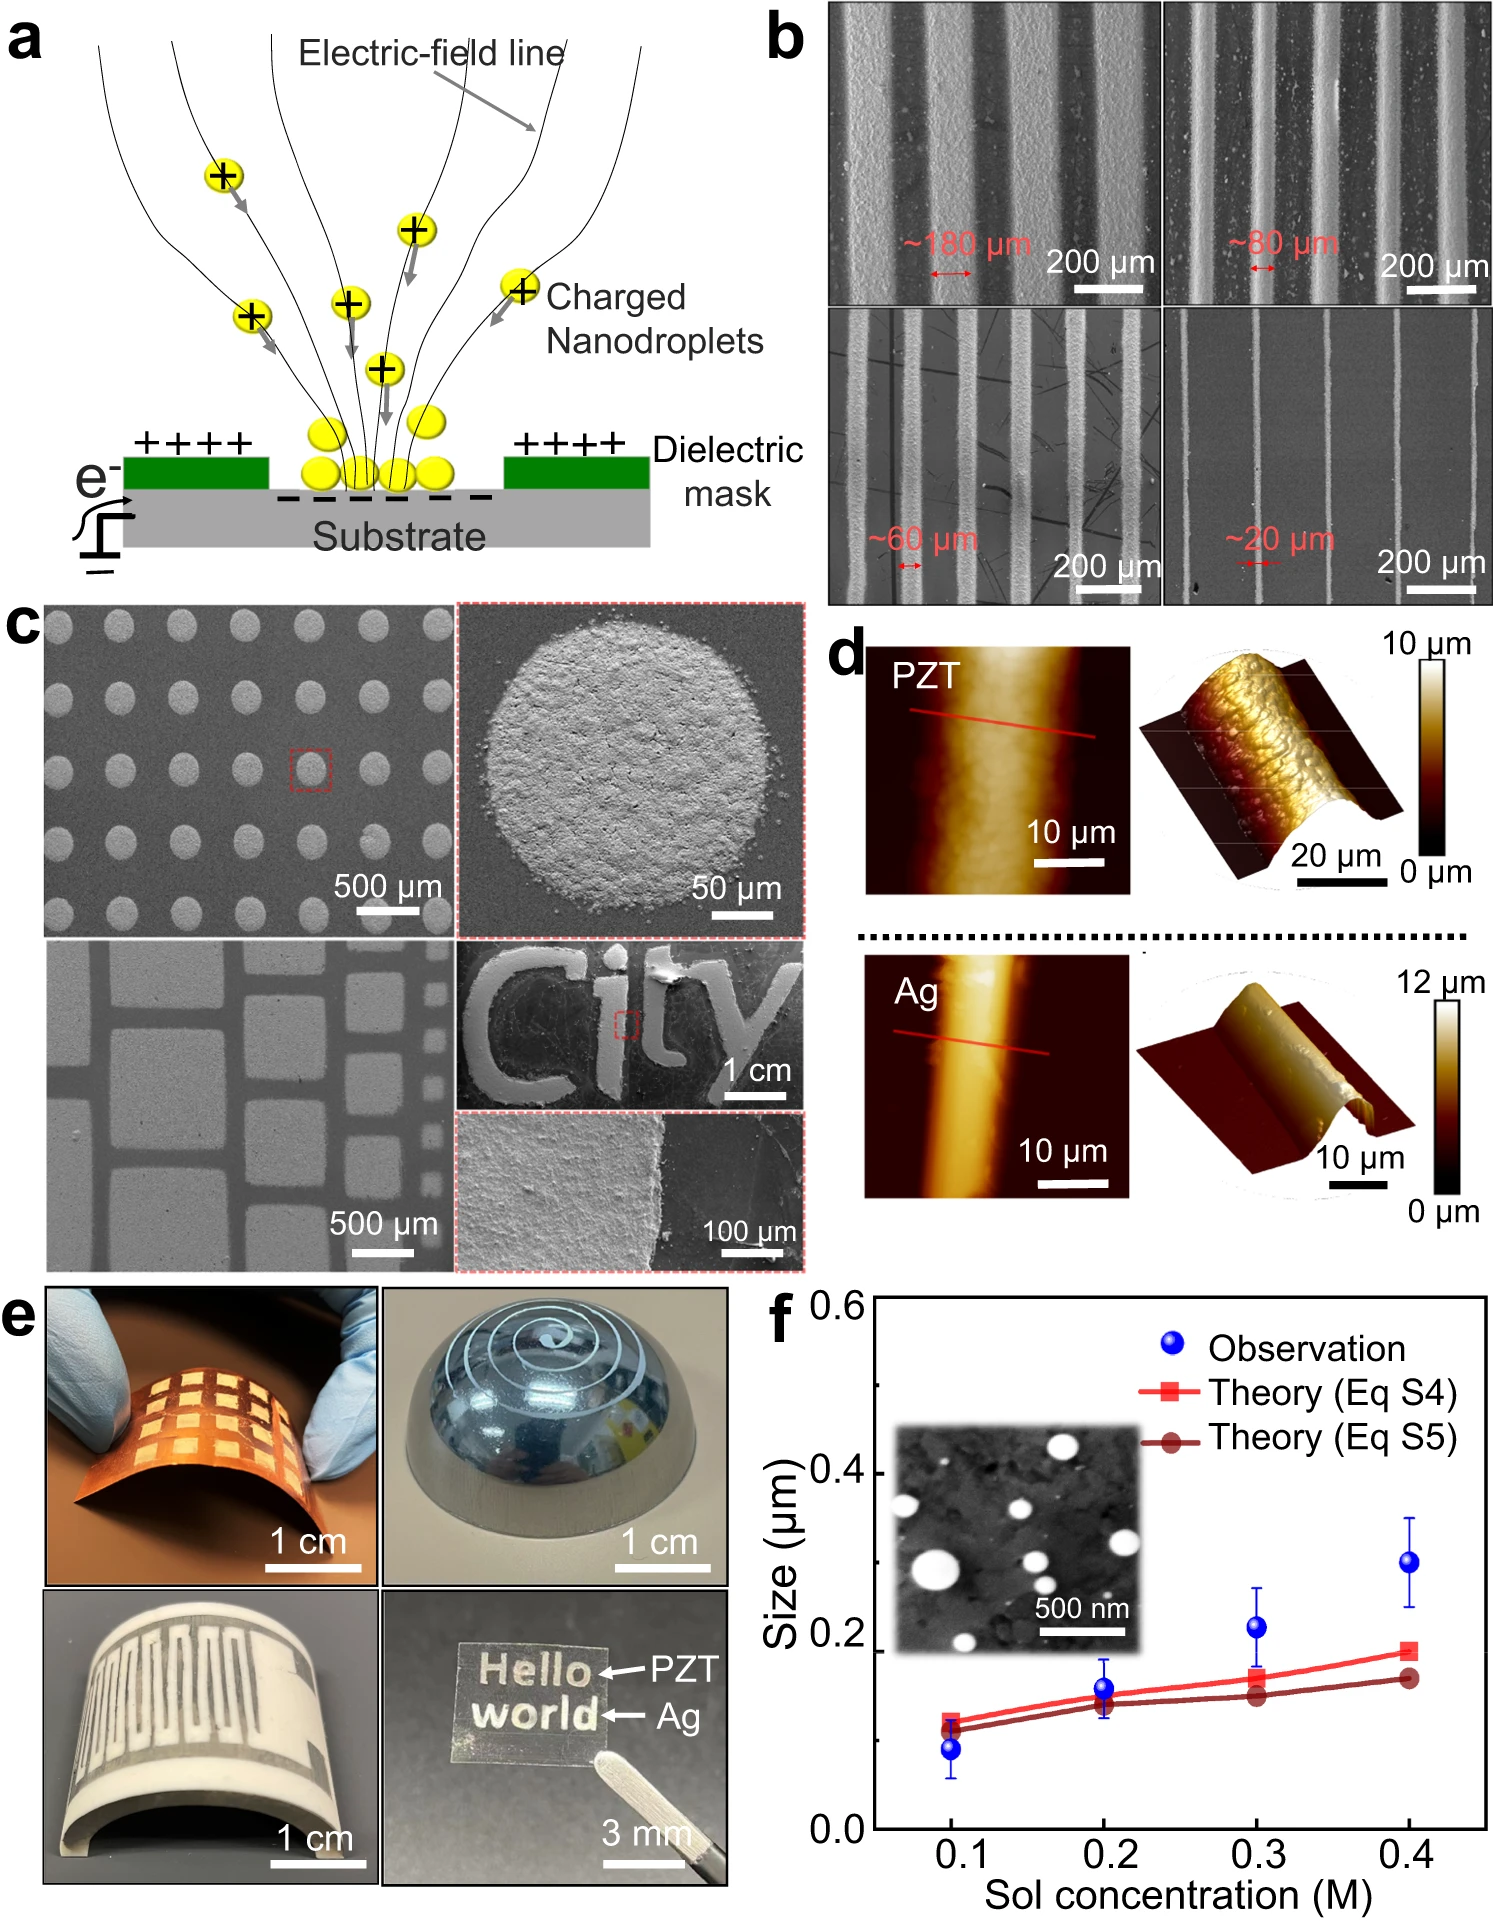 a
Electric-field line
+
+
+
+
+
+
Charged
Nanodroplets
++++
++++
Dielectric
mask
e-
− − − − − −
Substrate
b
~180 μm
200 μm
~80 μm
200 μm
~60 μm
200 μm
~20 μm
200 μm
c
500 μm
50 μm
500 μm
City
1 cm
100 μm
d
PZT
10 μm
20 μm
10 μm
0 μm
Ag
10 μm
10 μm
12 μm
0 μm
e
1 cm
1 cm
1 cm
Hello
world
PZT
Ag
3 mm
f
0.6
0.4
0.2
0.0
Size (μm)
Observation
Theory (Eq S4)
Theory (Eq S5)
500 nm
0.1
0.2
0.3
0.4
Sol concentration (M)